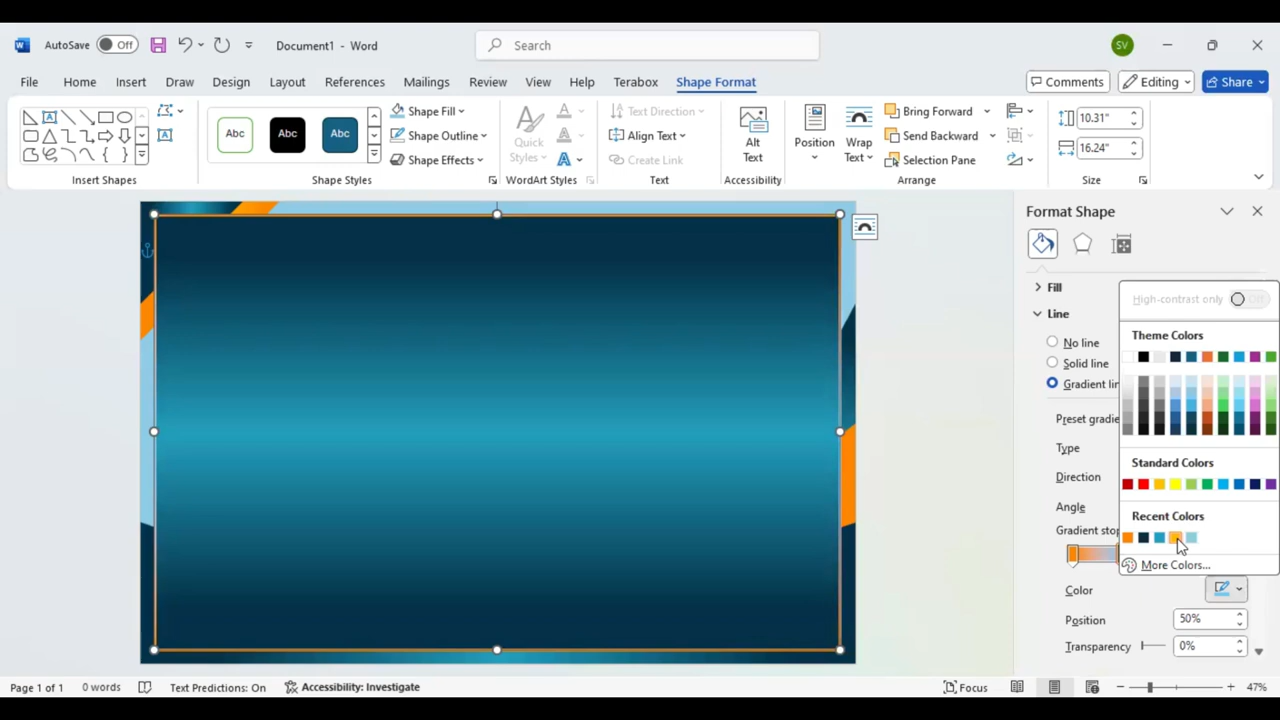 AutoSave Off Document1 - Word Search SV
File Home Insert Draw Design Layout References Mailings Review View Help Terabox Shape Format Comments Editing Share
Abc Abc Abc
Shape Fill
Shape Outline
Shape Effects
Quick Styles
Text Direction
Align Text
Create Link
Alt Text
Position
Wrap Text
Bring Forward
Send Backward
Selection Pane
10.31"
16.24"
Insert Shapes Shape Styles WordArt Styles Text Accessibility Arrange Size
Format Shape
Fill
Line
No line
Solid line
Gradient lin
Preset gradie
Type
Direction
Angle
Gradient stop
Color
Position 50%
Transparency 0%
High-contrast only Off
Theme Colors
Standard Colors
Recent Colors
More Colors...
Page 1 of 1 0 words Text Predictions: On Accessibility: Investigate Focus 47%